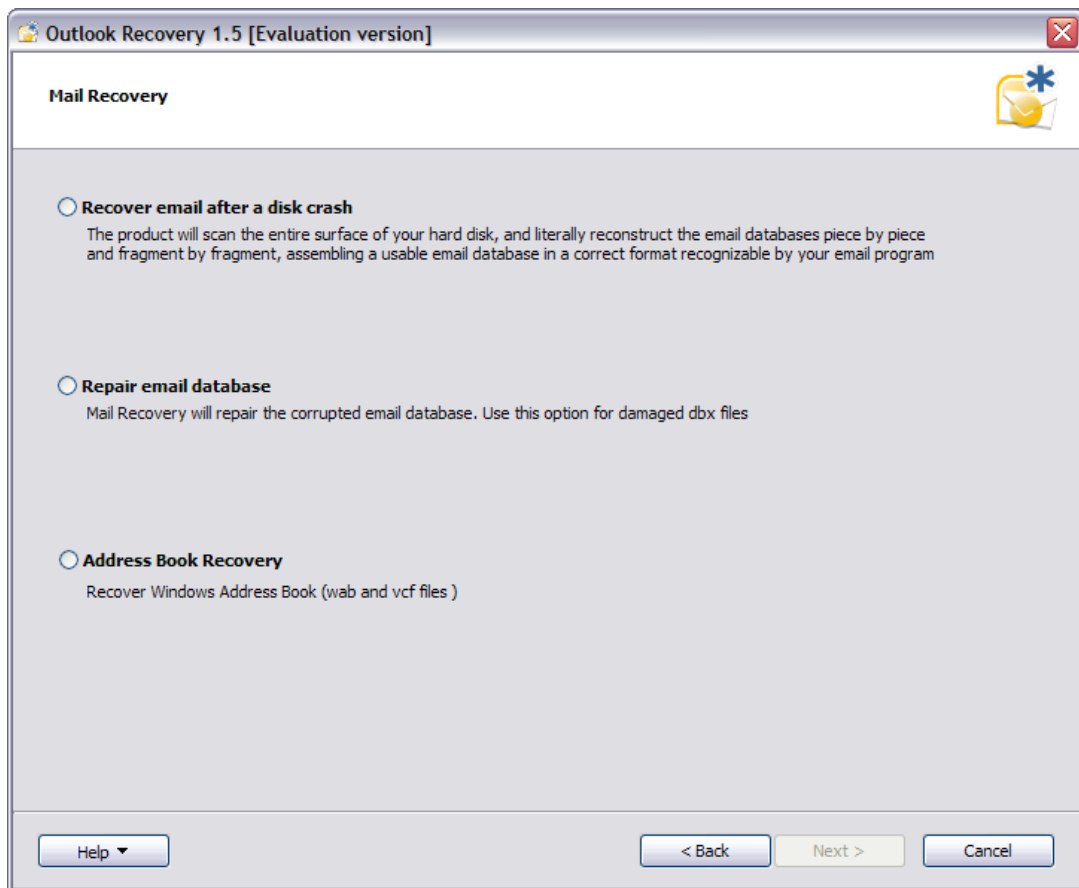 Outlook Recovery 1.5 [Evaluation version]
Mail Recovery
Recover email after a disk crash
The product will scan the entire surface of your hard disk, and literally reconstruct the email databases piece by piece
and fragment by fragment, assembling a usable email database in a correct format recognizable by your email program
Repair email database
Mail Recovery will repair the corrupted email database. Use this option for damaged dbx files
Address Book Recovery
Recover Windows Address Book (wab and vcf files )
Help
< Back
Next >
Cancel